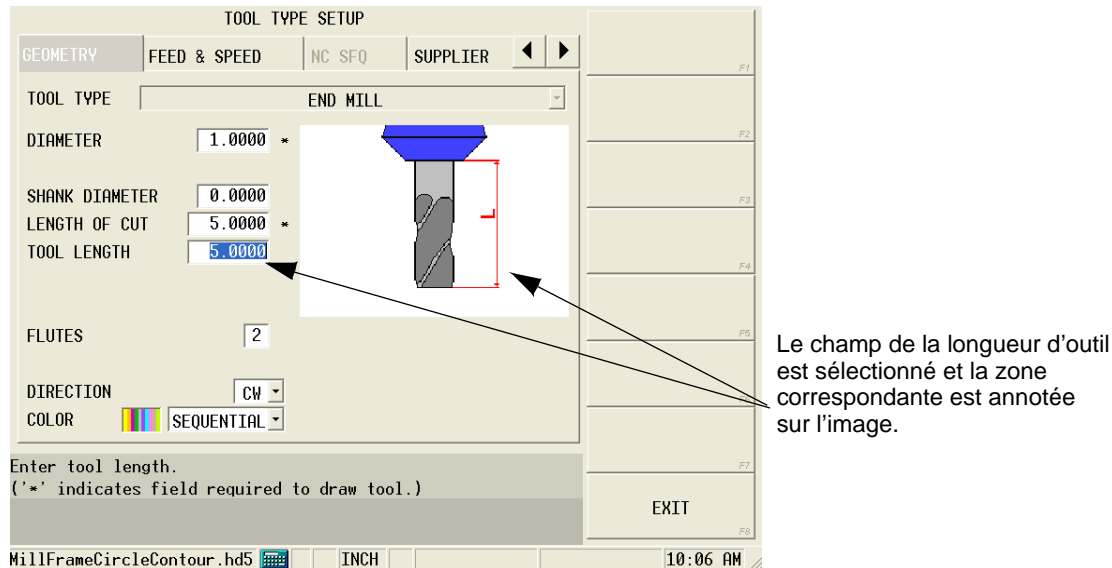 TOOL TYPE SETUP
GEOMETRY FEED & SPEED NC SFQ SUPPLIER
TOOL TYPE END MILL
DIAMETER 1.0000 *
SHANK DIAMETER 0.0000
LENGTH OF CUT 5.0000 *
TOOL LENGTH 5.0000
L
FLUTES 2
DIRECTION CW
COLOR SEQUENTIAL
Enter tool length.
('*' indicates field required to draw tool.)
MillFrameCircleContour.hd5 INCH 10:06 AM
F1
F2
F3
F4
F5
F7
EXIT
F8
Le champ de la longueur d'outil
est sélectionné et la zone
correspondante est annotée
sur l'image.